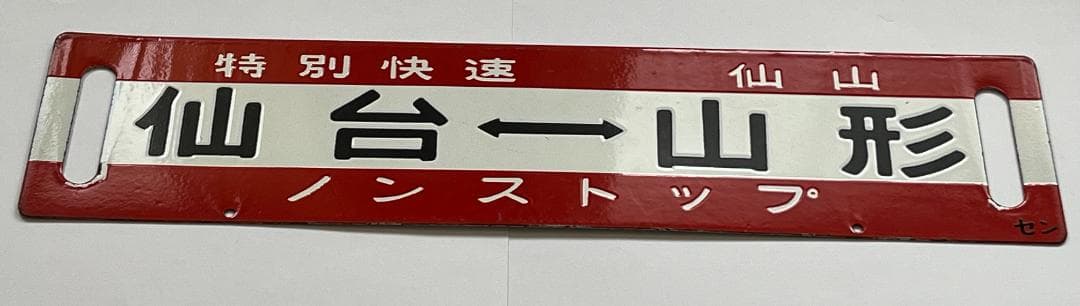 特別快速 仙山
仙台↔山形
ノンストップ
セン